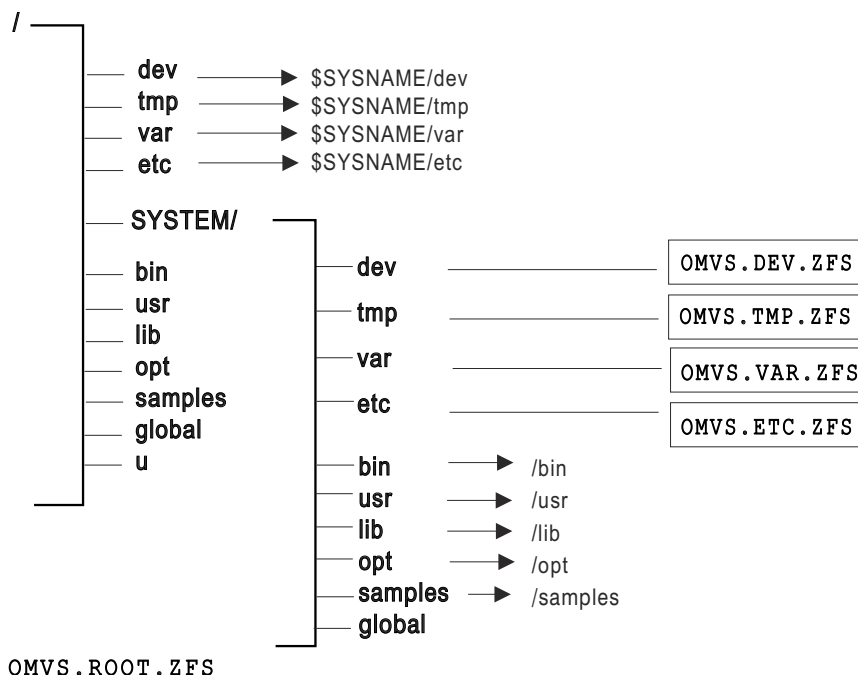 /
dev $SYSNAME/dev
tmp $SYSNAME/tmp
var $SYSNAME/var
etc $SYSNAME/etc
SYSTEM/
bin
usr
lib
opt
samples
global
u
dev OMVS.DEV.ZFS
tmp OMVS.TMP.ZFS
var OMVS.VAR.ZFS
etc OMVS.ETC.ZFS
bin /bin
usr /usr
lib /lib
opt /opt
samples /samples
global
OMVS.ROOT.ZFS